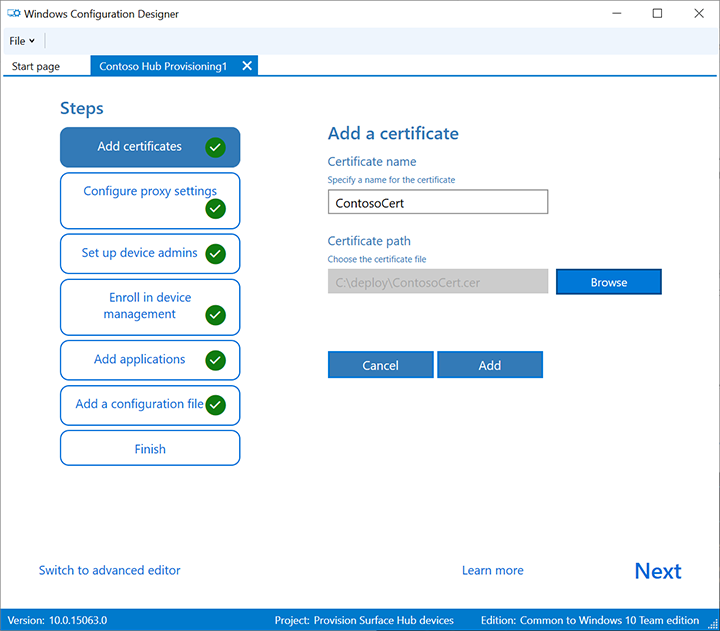 Windows Configuration Designer
File
Start page
Contoso Hub Provisioning1
Steps
Add certificates
Configure proxy settings
Set up device admins
Enroll in device
management
Add applications
Add a configuration file
Finish
Add a certificate
Certificate name
Specify a name for the certificate
ContosoCert
Certificate path
Choose the certificate file
C:\deploy\ContosoCert.cer
Browse
Cancel
Add
Switch to advanced editor
Learn more
Next
Version: 10.0.15063.0
Project: Provision Surface Hub devices
Edition: Common to Windows 10 Team edition